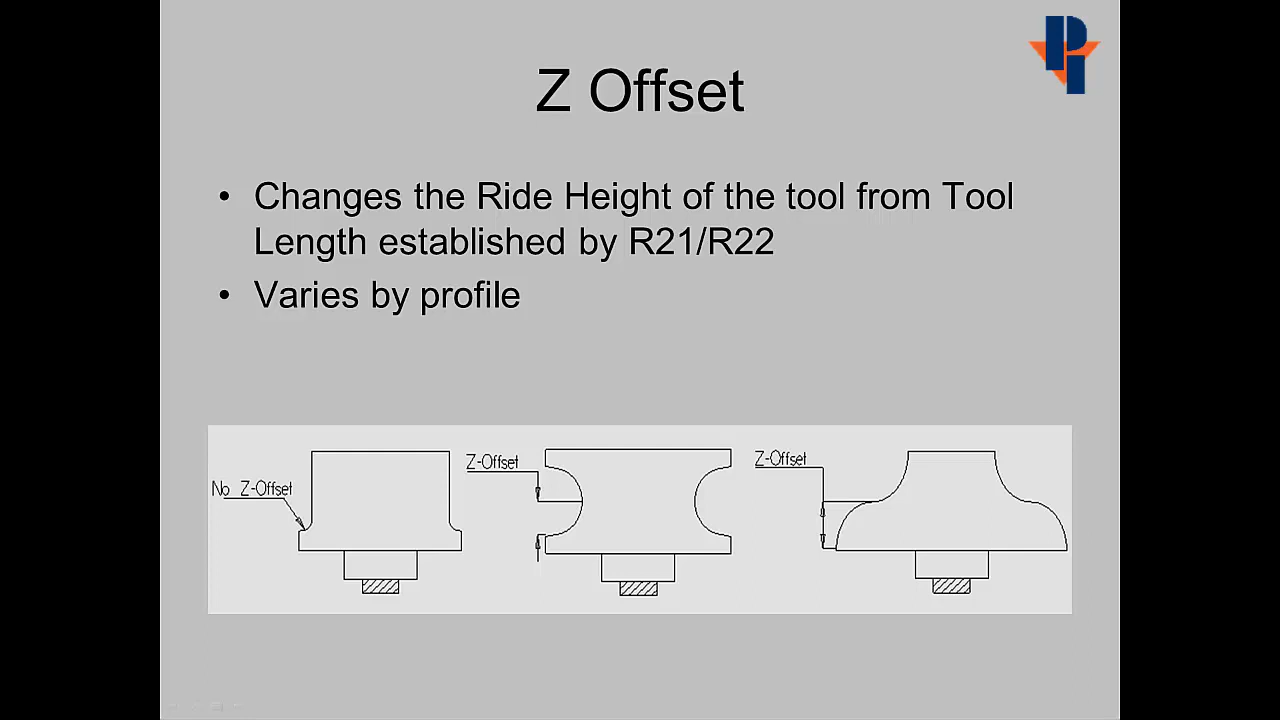 Z Offset
• Changes the Ride Height of the tool from Tool
Length established by R21/R22
• Varies by profile
No Z-Offset
Z-Offset
Z-Offset